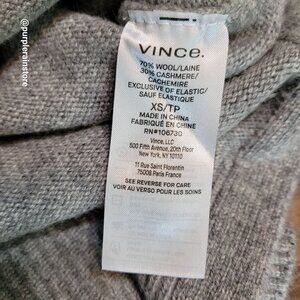 @purplerainstore
VINCE.
70% WOOL/LAINE
30% CASHMERE/
CACHEMIRE
EXCLUSIVE OF ELASTIC/
SAUF ELASTIQUE
XS/TP
MADE IN CHINA
FABRIQUÉ EN CHINE
RN#106730
Vince, LLC
500 Fifth Avenue, 20th Floor
New York, NY 10110
11 Rue Saint Florentin
75008 Paris France
SEE REVERSE FOR CARE
VOIR AU VERSO POUR LES SOINS